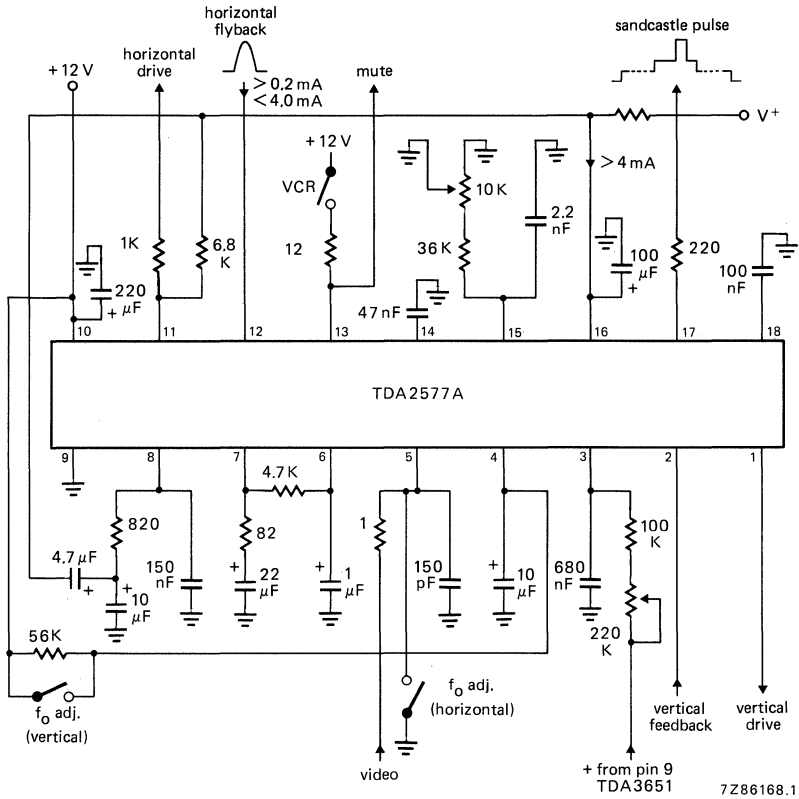 horizontal
flyback
sandcastle pulse
horizontal
drive
mute
+12 V
> 0,2 mA
< 4,0 mA
V+
+12 V
> 4 mA
VCR
10 K
2.2
nF
1K
6.8
K
12
36 K
100
μF
+
220
100
nF
220
μF
+
47 nF
10
11
12
13
14
15
16
17
18
TDA2577A
9
8
7
6
5
4
3
2
1
4.7 K
820
82
1
100
K
4.7 μF
+
+
10
μF
150
nF
+
22
μF
+
1
μF
150
pF
+
10
μF
680
nF
220
K
56K
fo adj.
(vertical)
fo adj.
(horizontal)
vertical
feedback
vertical
drive
video
+ from pin 9
TDA3651
7Z86168.1